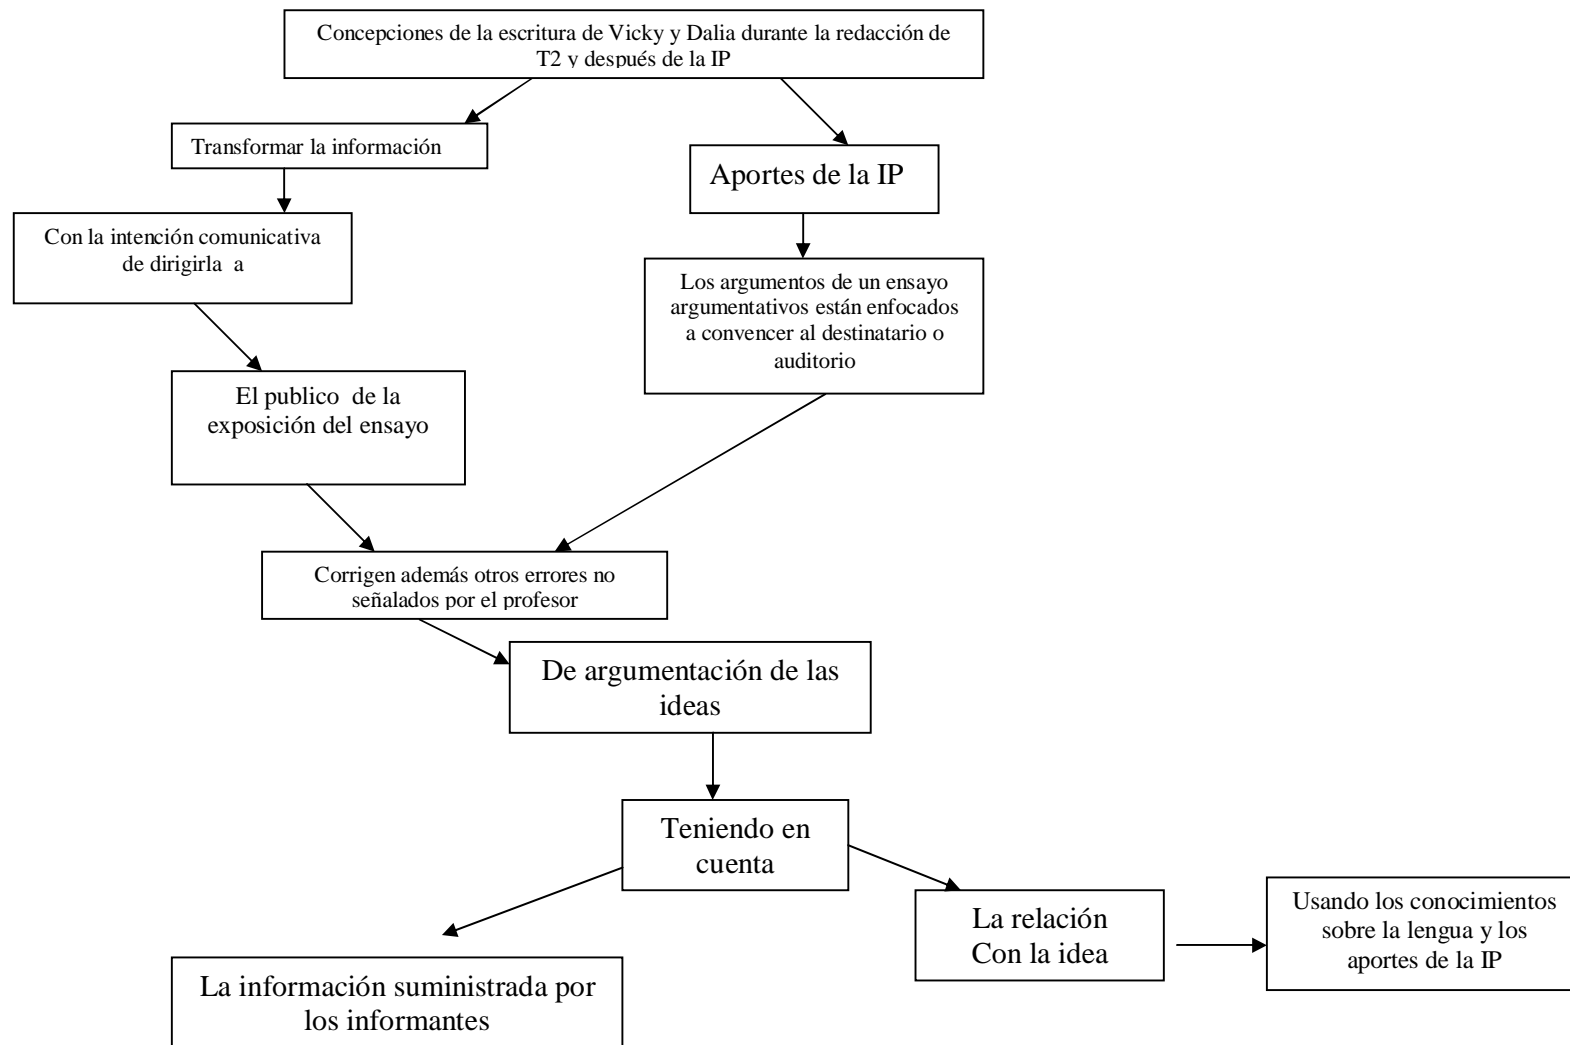 Concepciones de la escritura de Vicky y Dalia durante la redacción de
T2 y después de la IP
Transformar la información
Aportes de la IP
Con la intención comunicativa
de dirigirla a
Los argumentos de un ensayo
argumentativos están enfocados
a convencer al destinatario o
auditorio
El publico de la
exposición del ensayo
Corrigen además otros errores no
señalados por el profesor
De argumentación de las
ideas
Teniendo en
cuenta
La relación
Con la idea
Usando los conocimientos
sobre la lengua y los
aportes de la IP
La información suministrada por
los informantes